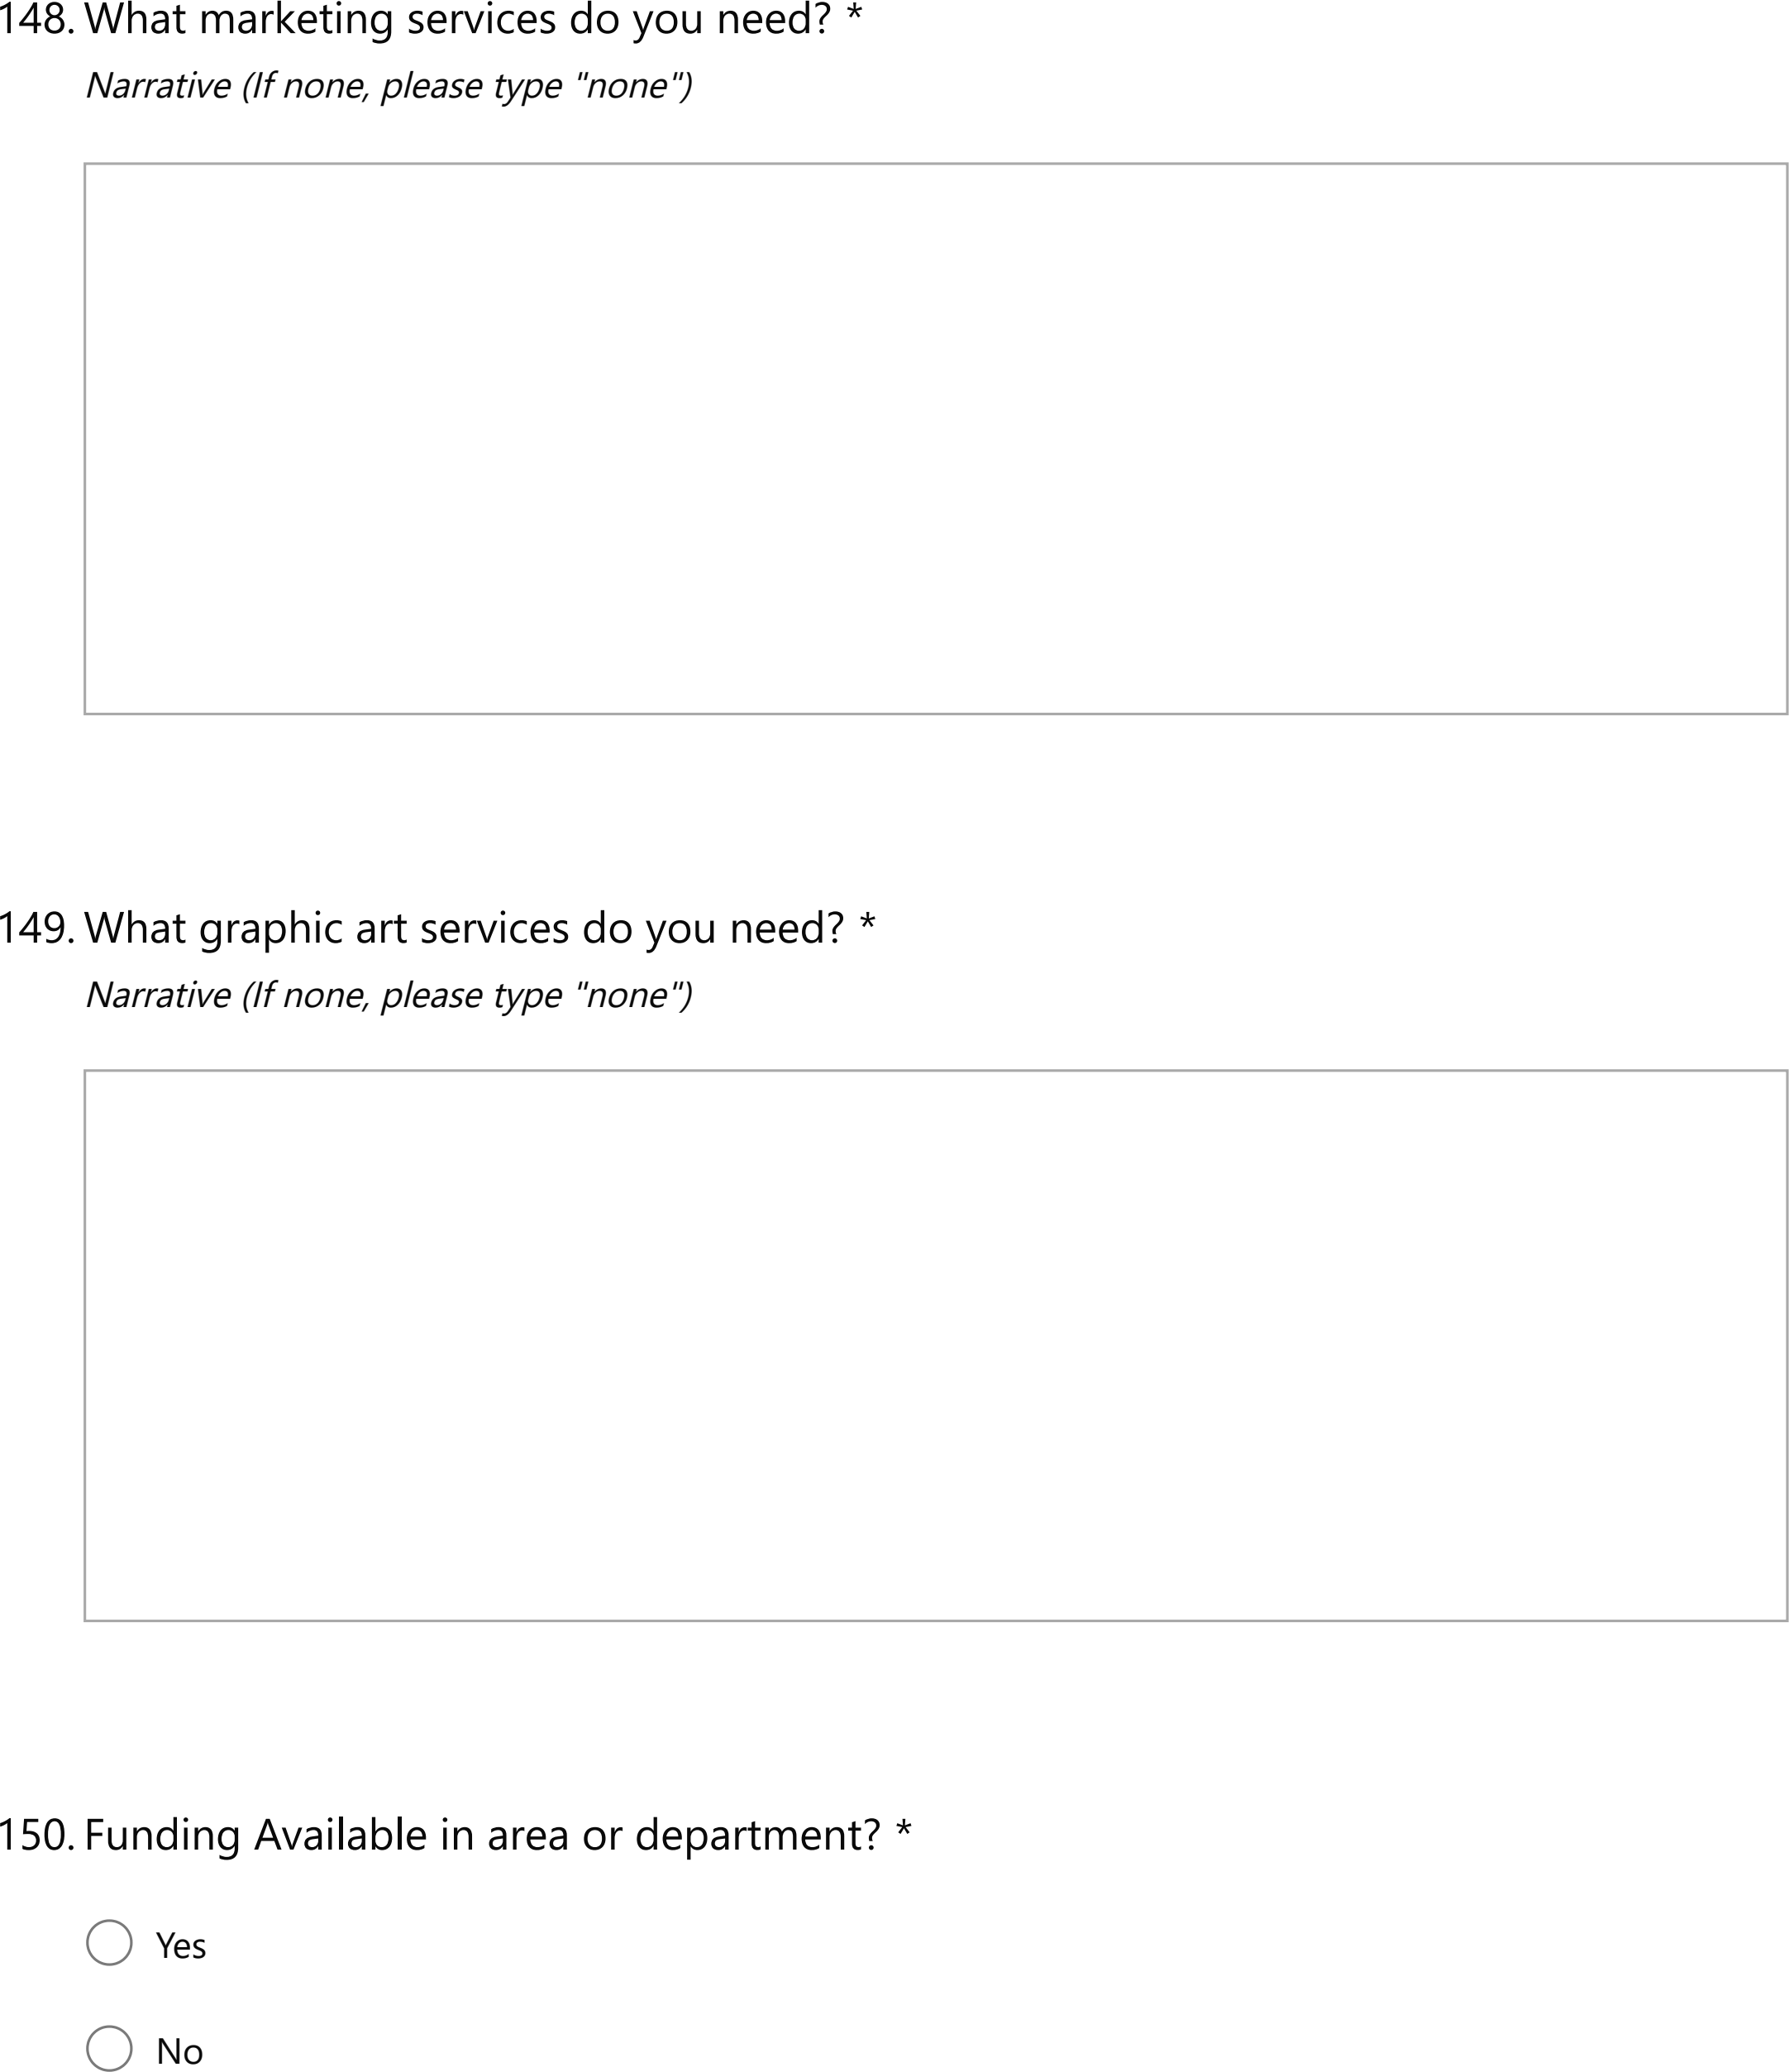 148. What marketing services do you need? *
Narrative (If none, please type "none")
149. What graphic art services do you need? *
Narrative (If none, please type "none")
150. Funding Available in area or department? *
Yes
No